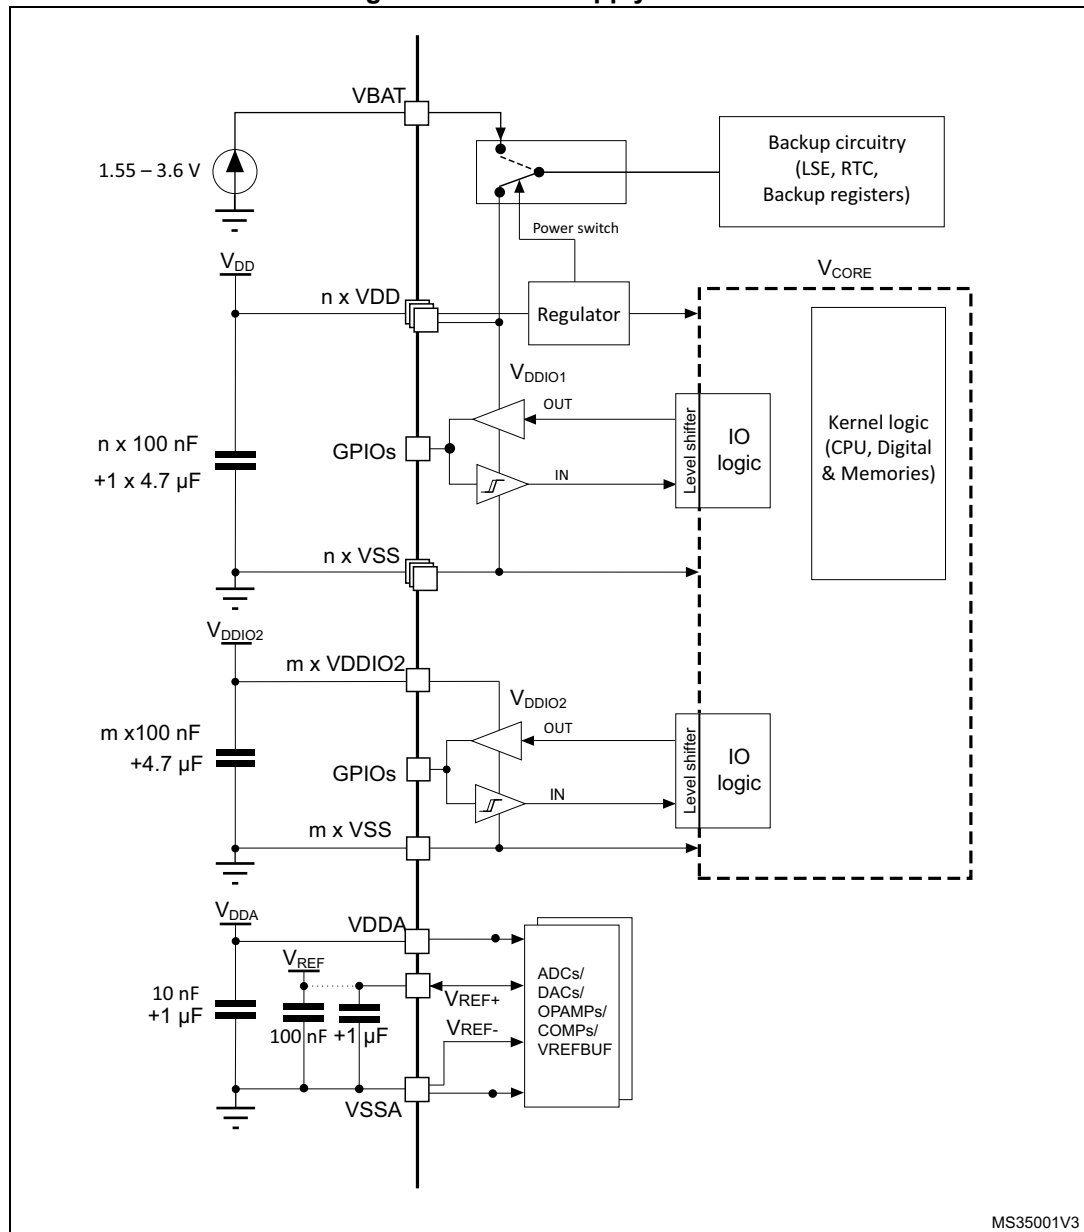 VBAT
1.55 – 3.6 V
Backup circuitry
(LSE, RTC,
Backup registers)
Power switch
VDD
n x VDD
Regulator
VCORE
VDDIO1
OUT
n x 100 nF
+1 x 4.7 µF
GPIOs
IN
Level shifter
IO
logic
Kernel logic
(CPU, Digital
& Memories)
n x VSS
VDDIO2
m x VDDIO2
VDDIO2
OUT
m x100 nF
+4.7 µF
GPIOs
IN
Level shifter
IO
logic
m x VSS
VDDA
VDDA
VREF
10 nF
+1 µF
100 nF
+1 µF
VREF+
VREF-
ADCs/
DACs/
OPAMPs/
COMPs/
VREFBUF
VSSA
MS35001V3